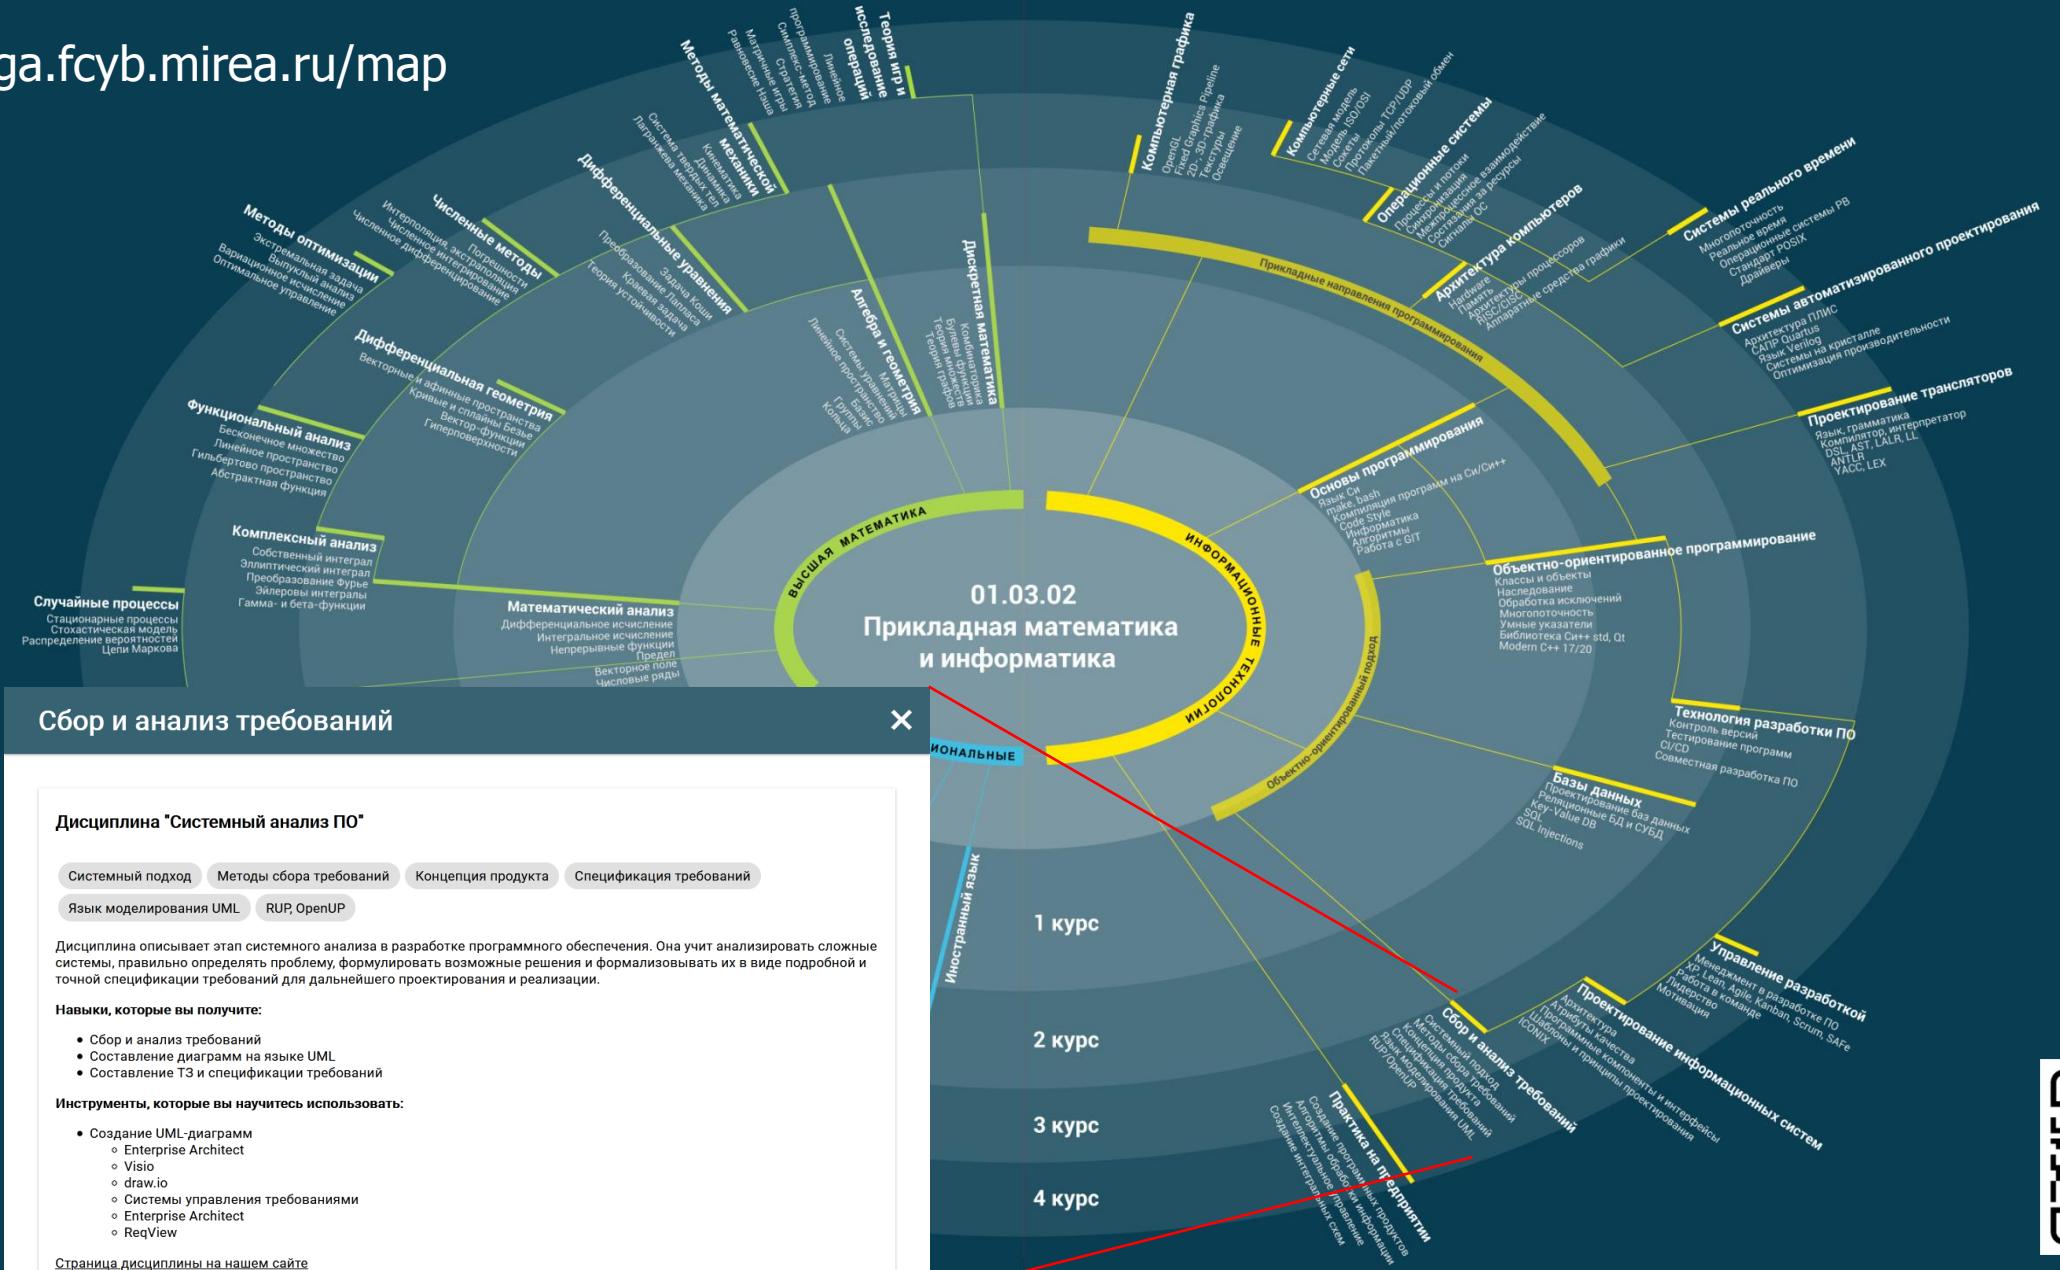 ga.fcyb.mirea.ru/map
Теория игр и
исследование
операций
Линейное
программирование
Симплекс-метод
Стратегия
Матричные игры
Равновесие Нэша
Методы математической
механики
Кинематика
Динамика
Система твердых тел
Лагранжева механика
Дифференциальные уравнения
Задача Коши
Преобразование Лапласа
Краевая задача
Теория устойчивости
Численные методы
Погрешности
Интерполяция, экстраполяция
Численное интегрирование
Численное дифференцирование
Методы оптимизации
Экстремальная задача
Выпуклый анализ
Вариационное исчисление
Оптимальное управление
Дифференциальная геометрия
Векторные и афинные пространства
Кривые и сплайны Безье
Вектор-функции
Гиперповерхности
Функциональный анализ
Бесконечное множество
Линейное пространство
Гильбертово пространство
Абстрактная функция
Комплексный анализ
Собственный интеграл
Эллиптический интеграл
Преобразование Фурье
Эйлеровы интегралы
Гамма- и бета-функции
Случайные процессы
Стационарные процессы
Стохастическая модель
Распределение вероятностей
Цепи Маркова
Математический анализ
Дифференциальное исчисление
Интегральное исчисление
Непрерывные функции
Предел
Векторное поле
Числовые ряды
Алгебра и геометрия
Матрицы
Системы уравнений
Линейное пространство
Базис
Группы
Кольца
Дискретная математика
Комбинаторика
Булевы функции
Теория множеств
Теория графов
ВЫСШАЯ МАТЕМАТИКА
ИНФОРМАЦИОННЫЕ ТЕХНОЛОГИИ
01.03.02
Прикладная математика
и информатика
Компьютерная графика
OpenGL
Fixed Graphics Pipeline
2D-, 3D-графика
Текстуры
Освещение
Компьютерные сети
Сетевая модель
Модель ISO/OSI
Сокеты
Протоколы TCP/UDP
Пакетный/потоковый обмен
Операционные системы
Процессы и потоки
Синхронизация
Межпроцессное взаимодействие
Состязания за ресурсы
Сигналы ОС
Архитектура компьютеров
Hardware
Память
Архитектуры процессоров
RISC/CISC
Аппаратные средства графики
Системы реального времени
Многопоточность
Реальное время
Операционные системы РВ
Стандарт POSIX
Драйверы
Системы автоматизированного проектирования
Архитектура ПЛИС
САПР Quartus
Язык Verilog
Системы на кристалле
Оптимизация производительности
Проектирование трансляторов
Язык, грамматика
Компилятор, интерпретатор
DSL, AST, LALR, LL
ANTLR
YACC, LEX
Прикладные направления программирования
Основы программирования
Язык Си
make, bash
Компиляция программ на Си/Си++
Code Style
Информатика
Алгоритмы
Работа с GIT
Объектно-ориентированное программирование
Классы и объекты
Наследование
Обработка исключений
Многопоточность
Умные указатели
Библиотека Си++ std, Qt
Modern C++ 17/20
Объектно-ориентированный подход
Технология разработки ПО
Контроль версий
Тестирование программ
CI/CD
Совместная разработка ПО
Базы данных
Проектирование баз данных
Реляционные БД и СУБД
Key-Value DB
SQL
SQL Injections
Управление разработкой
Менеджмент в разработке ПО
XP, Lean, Agile, Kanban, Scrum, SAFe
Работа в команде
Лидерство
Мотивация
Проектирование информационных систем
Архитектура
Атрибуты качества
Программные компоненты и интерфейсы
Шаблоны и принципы проектирования
ICONIX
Сбор и анализ требований
Системный подход
Методы сбора требований
Концепция продукта
Спецификация требований
Язык моделирования UML
RUP/OpenUP
Практика на предприятии
Создание программных продуктов
Алгоритмы обработки информации
Интеллектуальное управление
Создание интегральных схем
ИОНАЛЬНЫЕ
Иностранный язык
1 курс
2 курс
3 курс
4 курс
Сбор и анализ требований
Дисциплина "Системный анализ ПО"
Системный подход Методы сбора требований Концепция продукта Спецификация требований
Язык моделирования UML RUP, OpenUP
Дисциплина описывает этап системного анализа в разработке программного обеспечения. Она учит анализировать сложные
системы, правильно определять проблему, формулировать возможные решения и формализовывать их в виде подробной и
точной спецификации требований для дальнейшего проектирования и реализации.
Навыки, которые вы получите:
• Сбор и анализ требований
• Составление диаграмм на языке UML
• Составление ТЗ и спецификации требований
Инструменты, которые вы научитесь использовать:
• Создание UML-диаграмм
◦ Enterprise Architect
◦ Visio
◦ draw.io
◦ Системы управления требованиями
◦ Enterprise Architect
◦ ReqView
Страница дисциплины на нашем сайте